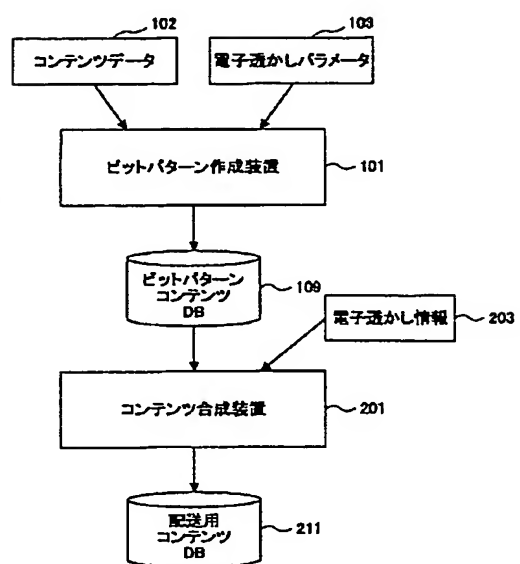 102
103
コンテンツデータ
電子透かしパラメータ
ビットパターン作成装置
101
ビットパターン
コンテンツ
DB
109
電子透かし情報
203
コンテンツ合成装置
201
配送用
コンテンツ
DB
211